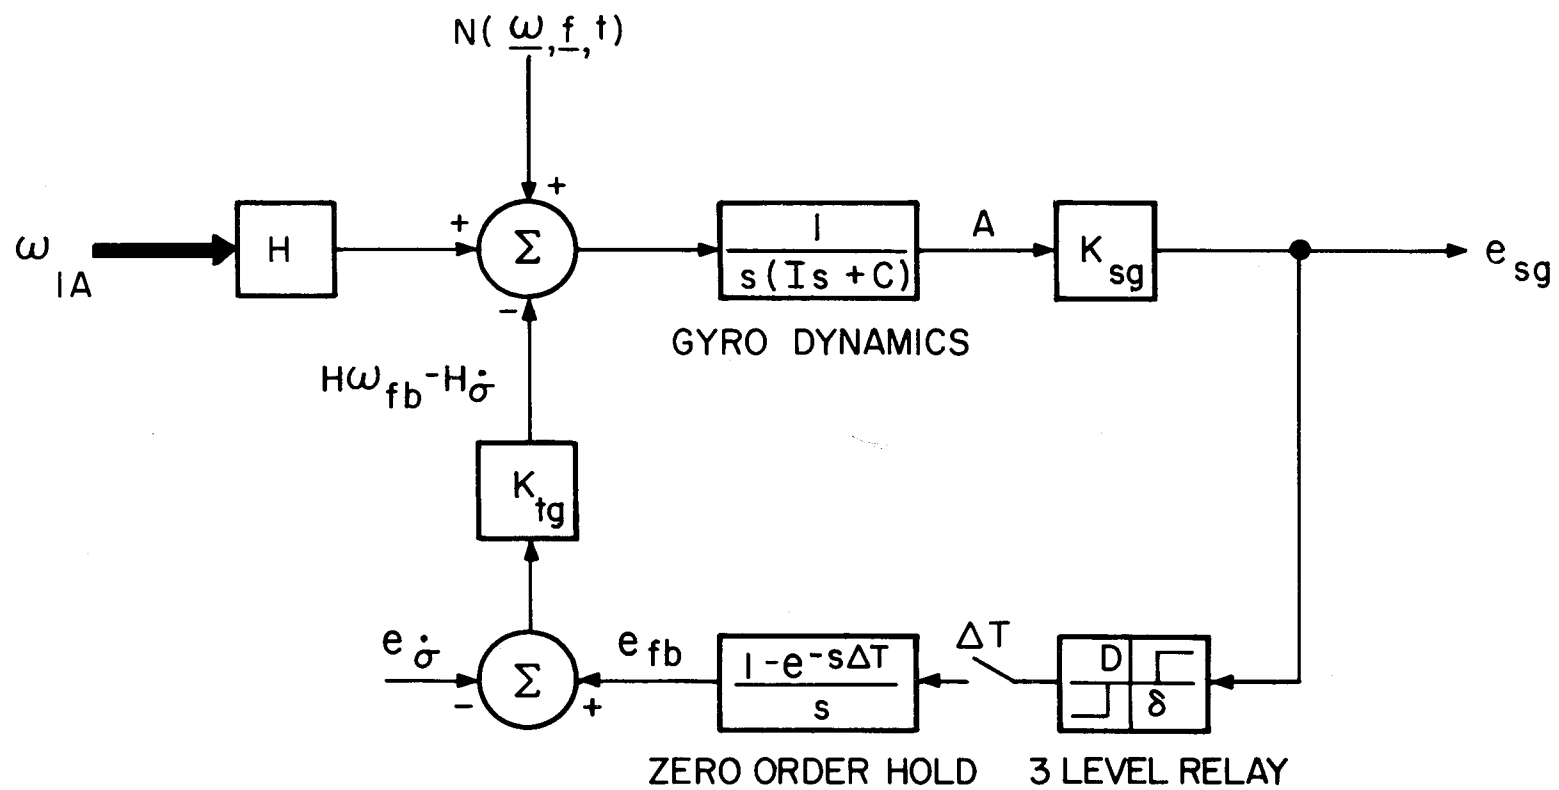 N( ω, f, t)
+
+
ω IA
H
Σ
1
s(Is + C)
A
K sg
e sg
−
GYRO DYNAMICS
Hω fb - Hσ̇
K tg
e σ̇
Σ
e fb
1 - e -sΔT
s
ΔT
D
δ
−
+
ZERO ORDER HOLD
3 LEVEL RELAY